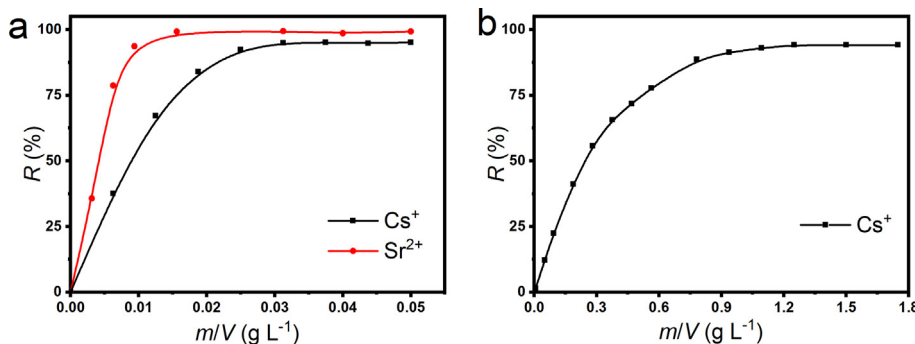 a
100
75
50
25
0
R (%)
Cs⁺
Sr²⁺
0.00 0.01 0.02 0.03 0.04 0.05
m/V (g L⁻¹)
b
100
75
50
25
0
R (%)
Cs⁺
0.0 0.3 0.6 0.9 1.2 1.5 1.8
m/V (g L⁻¹)